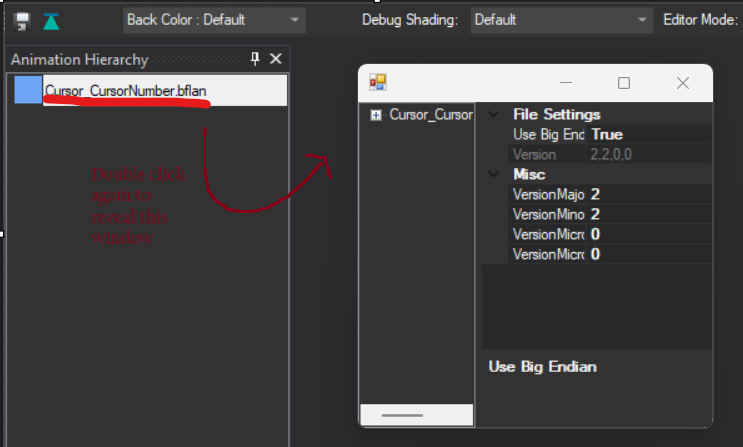 Back Color : Default
Debug Shading:
Default
Editor Mode:
Animation Hierarchy
Cursor_CursorNumber.bflan
Double click
again to
reveal this
window
Cursor_Cursor
File Settings
Use Big End True
Version 2,2,0,0
Misc
VersionMajo 2
VersionMino 2
VersionMicro 0
VersionMicro 0
Use Big Endian